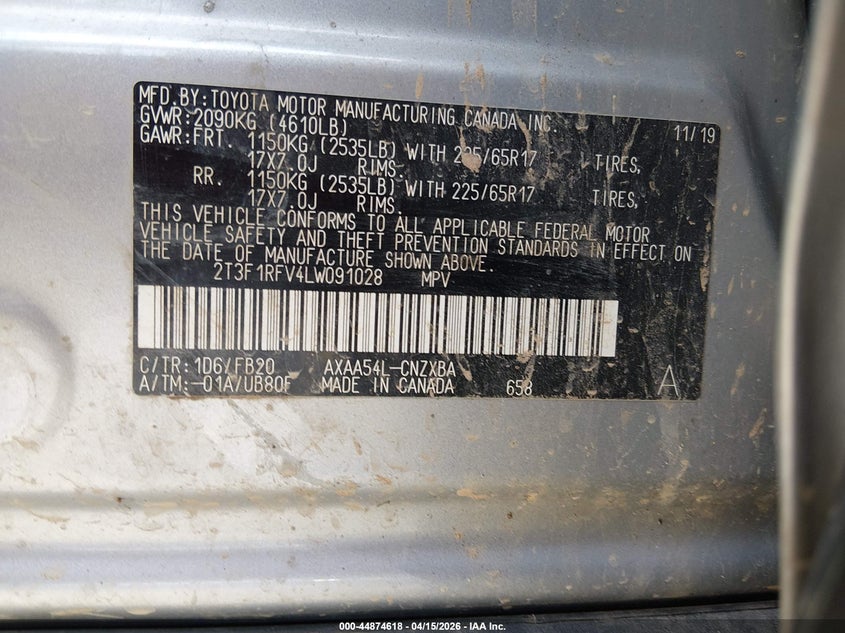 MFD.BY:TOYOTA MOTOR MANUFACTURING CANADA INC.
GVWR:2090KG (4610LB) 11/19
GAWR:FRT. 1150KG (2535LB) WITH 225/65R17 TIRES,
17X7.0J RIMS.
RR. 1150KG (2535LB) WITH 225/65R17 TIRES,
17X7.0J RIMS.
THIS VEHICLE CONFORMS TO ALL APPLICABLE FEDERAL MOTOR
VEHICLE SAFETY AND THEFT PREVENTION STANDARDS IN EFFECT ON
THE DATE OF MANUFACTURE SHOWN ABOVE.
2T3F1RFV4LW091028 MPV
C/TR: 1D6/FB20 AXAA54L-CNZXBA
A/TM:-01A/UB80F MADE IN CANADA 658 A
000-44874618 - 04/15/2026 - IAA Inc.